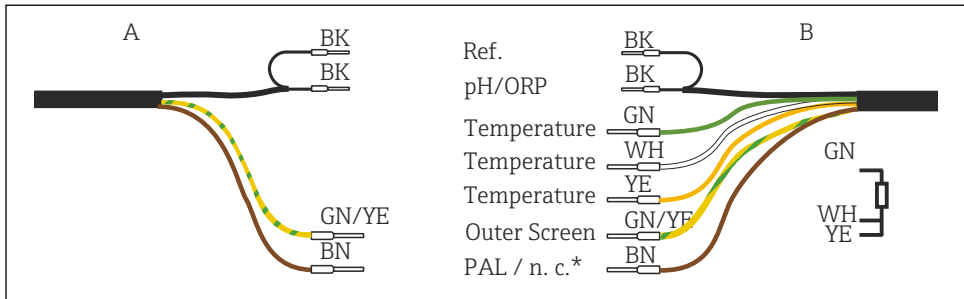 A
BK
BK
GN/YE
BN
B
Ref.
BK
pH/ORP
BK
Temperature
GN
Temperature
WH
Temperature
YE
Outer Screen
GN/YE
PAL / n. c.*
BN
GN
WH
YE